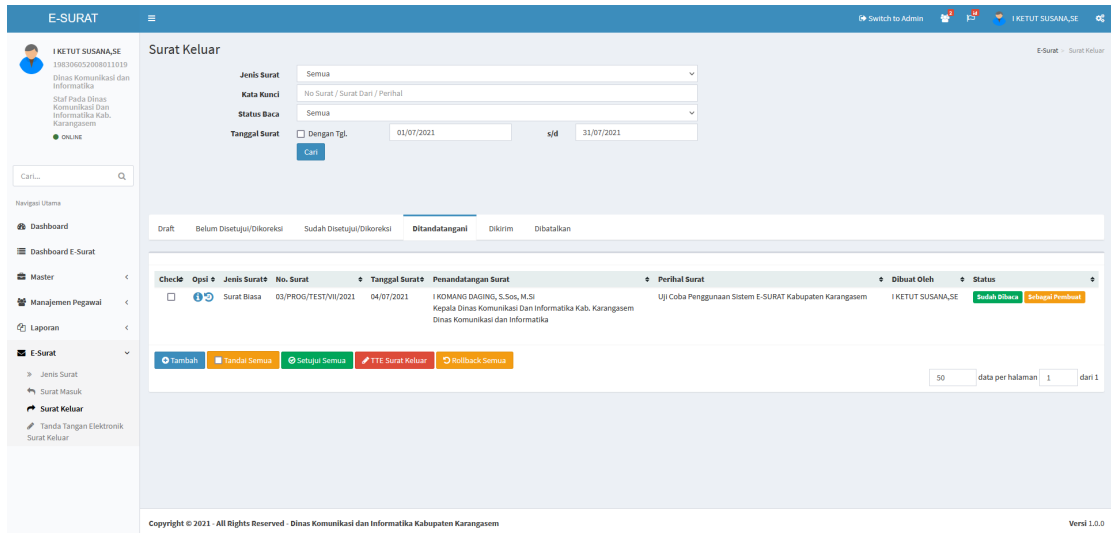 E-SURAT
Switch to Admin
I KETUT SUSANA,SE
I KETUT SUSANA,SE
198306052008011019
Dinas Komunikasi dan
Informatika
Staf Pada Dinas
Komunikasi Dan
Informatika Kab.
Karangasem
ONLINE
Cari...
Navigasi Utama
Dashboard
Dashboard E-Surat
Master
Manajemen Pegawai
Laporan
E-Surat
Jenis Surat
Surat Masuk
Surat Keluar
Tanda Tangan Elektronik
Surat Keluar
Surat Keluar
E-Surat
Surat Keluar
Jenis Surat Semua
Kata Kunci No Surat / Surat Dari / Perihal
Status Baca Semua
Tanggal Surat Dengan Tgl. 01/07/2021 s/d 31/07/2021
Cari
Draft Belum Disetujui/Dikoreksi Sudah Disetujui/Dikoreksi Ditandatangani Dikirim Dibatalkan
Check Opsi Jenis Surat No. Surat Tanggal Surat Penandatangan Surat Perihal Surat Dibuat Oleh Status
Surat Biasa 03/PROG/TEST/VII/2021 04/07/2021 I KOMANG DAGING, S.Sos, M.Si Uji Coba Penggunaan Sistem E-SURAT Kabupaten Karangasem I KETUT SUSANA,SE Sudah Dibaca Sebagai Pembuat
Kepala Dinas Komunikasi Dan Informatika Kab. Karangasem
Dinas Komunikasi dan Informatika
Tambah Tandai Semua Setujui Semua TTE Surat Keluar Rollback Semua
50 data per halaman 1 dari 1
Copyright © 2021 - All Rights Reserved - Dinas Komunikasi dan Informatika Kabupaten Karangasem
Versi 1.0.0